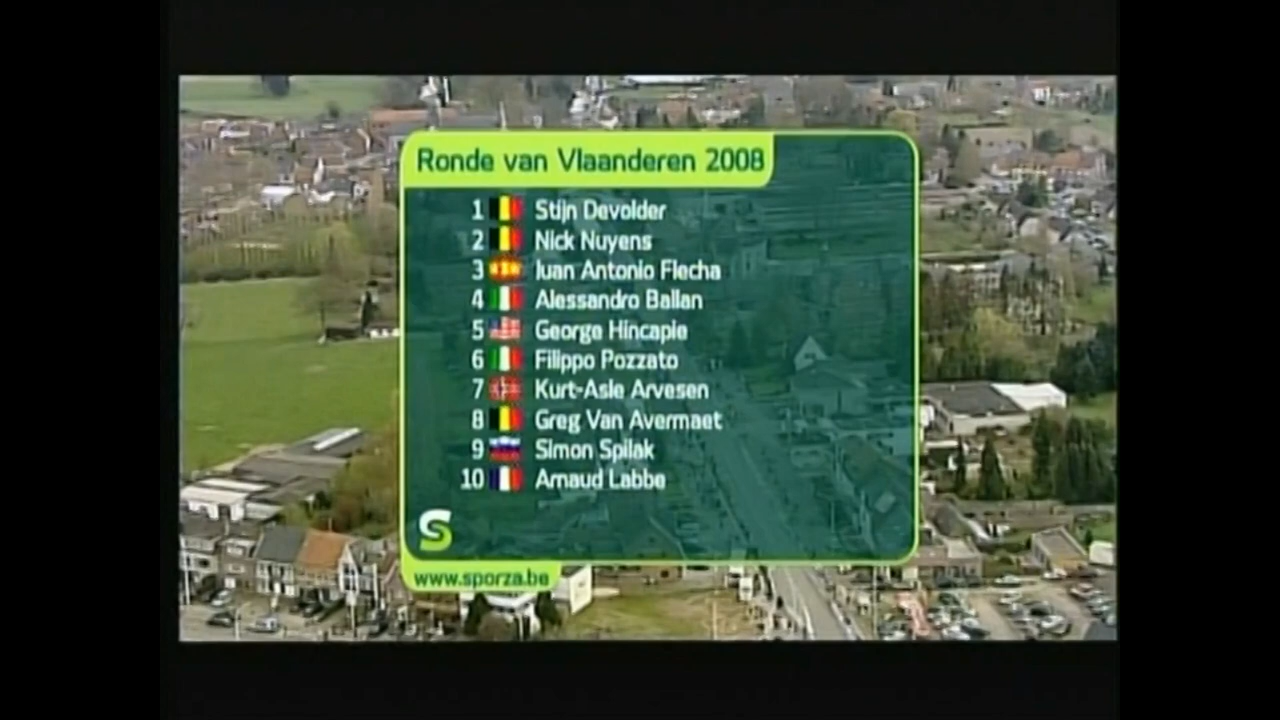 Ronde van Vlaanderen 2008
1 Stijn Devolder
2 Nick Nuyens
3 Juan Antonio Flecha
4 Alessandro Ballan
5 George Hincapie
6 Filippo Pozzato
7 Kurt-Asle Arvesen
8 Greg Van Avermaet
9 Simon Spilak
10 Arnaud Labbe
S
www.sporza.be